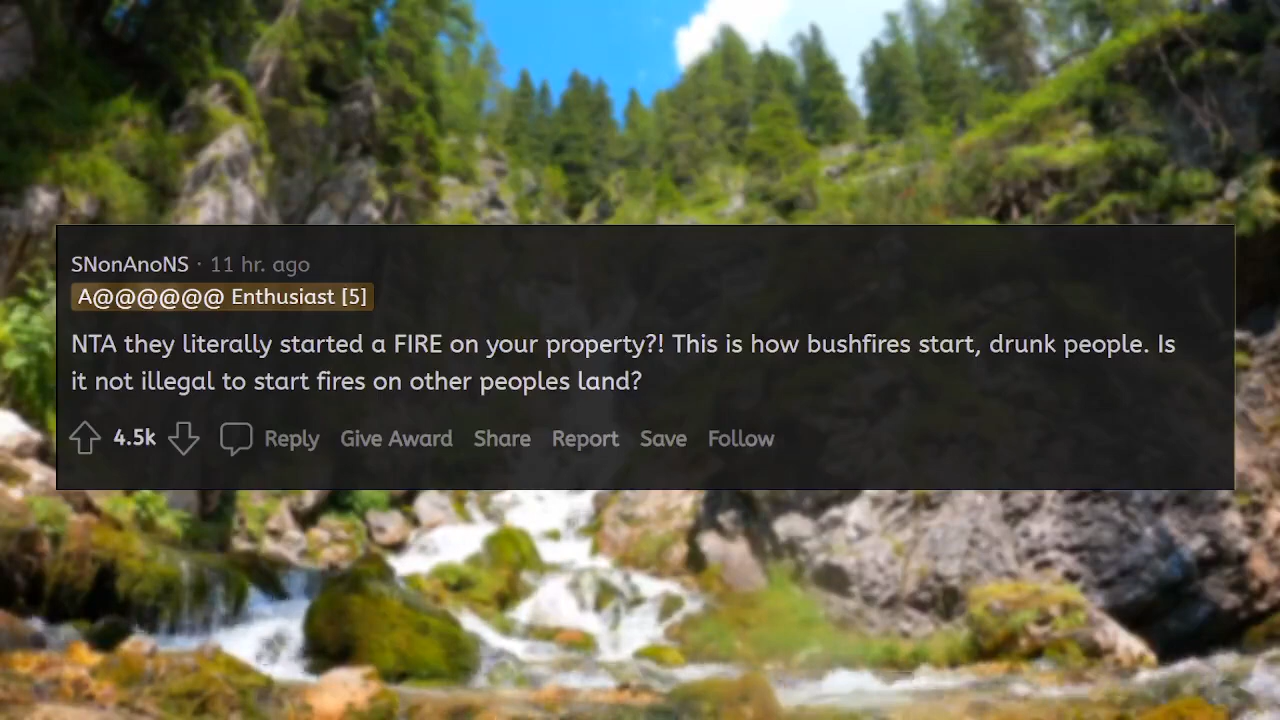 SNonAnoNS · 11 hr. ago
A@@@@@@ Enthusiast [5]
NTA they literally started a FIRE on your property?! This is how bushfires start, drunk people. Is
it not illegal to start fires on other peoples land?
4.5k Reply Give Award Share Report Save Follow